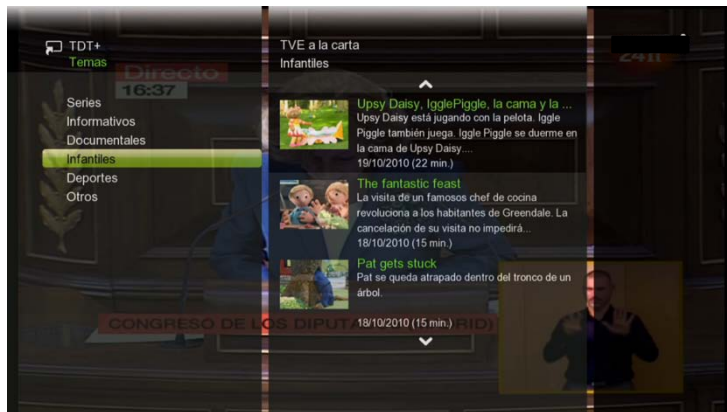 TDT+
Temas
Directo
16:37
Series
Informativos
Documentales
Infantiles
Deportes
Otros
TVE a la carta
Infantiles
24H
Upsy Daisy, IgglePiggle, la cama y la ...
Upsy Daisy está jugando con la pelota. Iggle
Piggle también juega. Iggle Piggle se duerme en
la cama de Upsy Daisy....
19/10/2010 (22 min.)
The fantastic feast
La visita de un famosos chef de cocina
revoluciona a los habitantes de Greendale. La
cancelación de su visita no impedirá...
18/10/2010 (15 min.)
Pat gets stuck
Pat se queda atrapado dentro del tronco de un
árbol.
18/10/2010 (15 min.)
CONGRESO DE LOS DIPUTA RID)